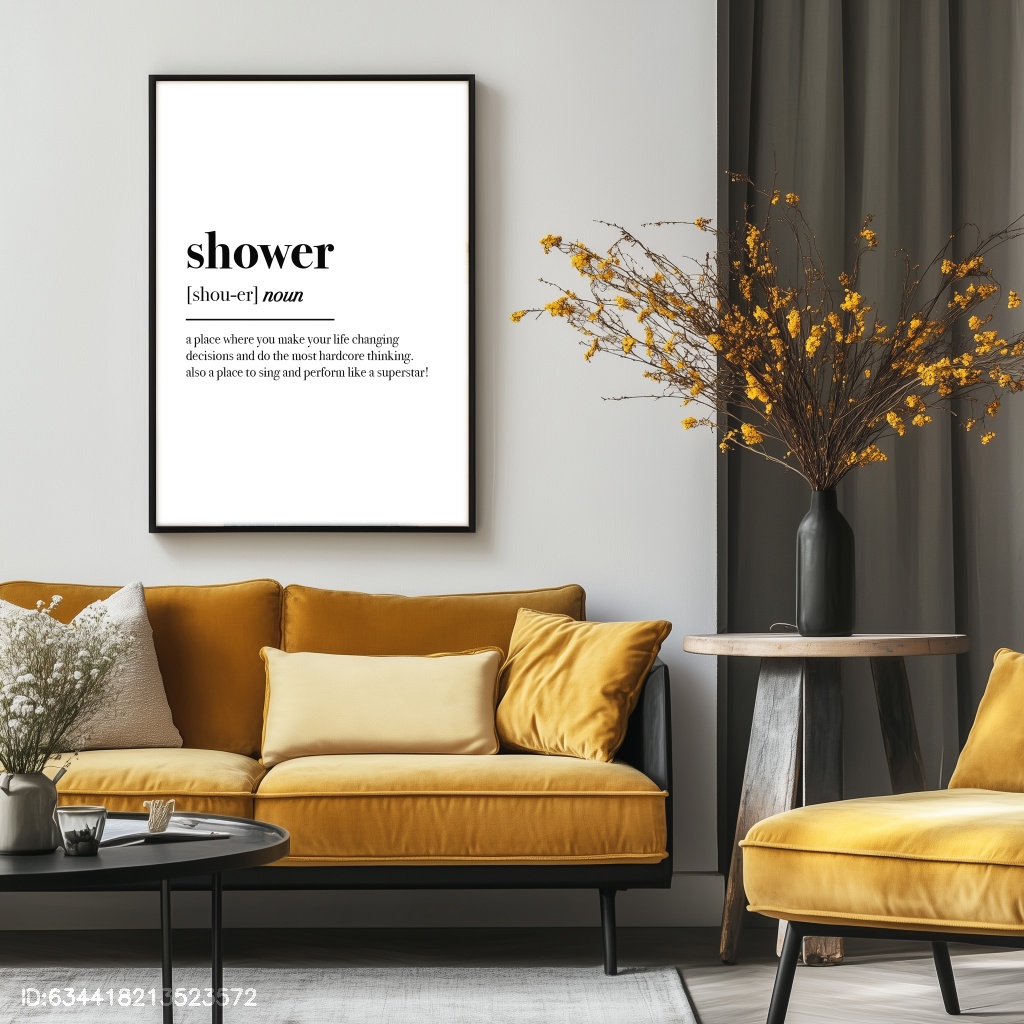 shower
[shou-er] noun
a place where you make your life changing
decisions and do the most hardcore thinking.
also a place to sing and perform like a superstar!
ID:634418213523572